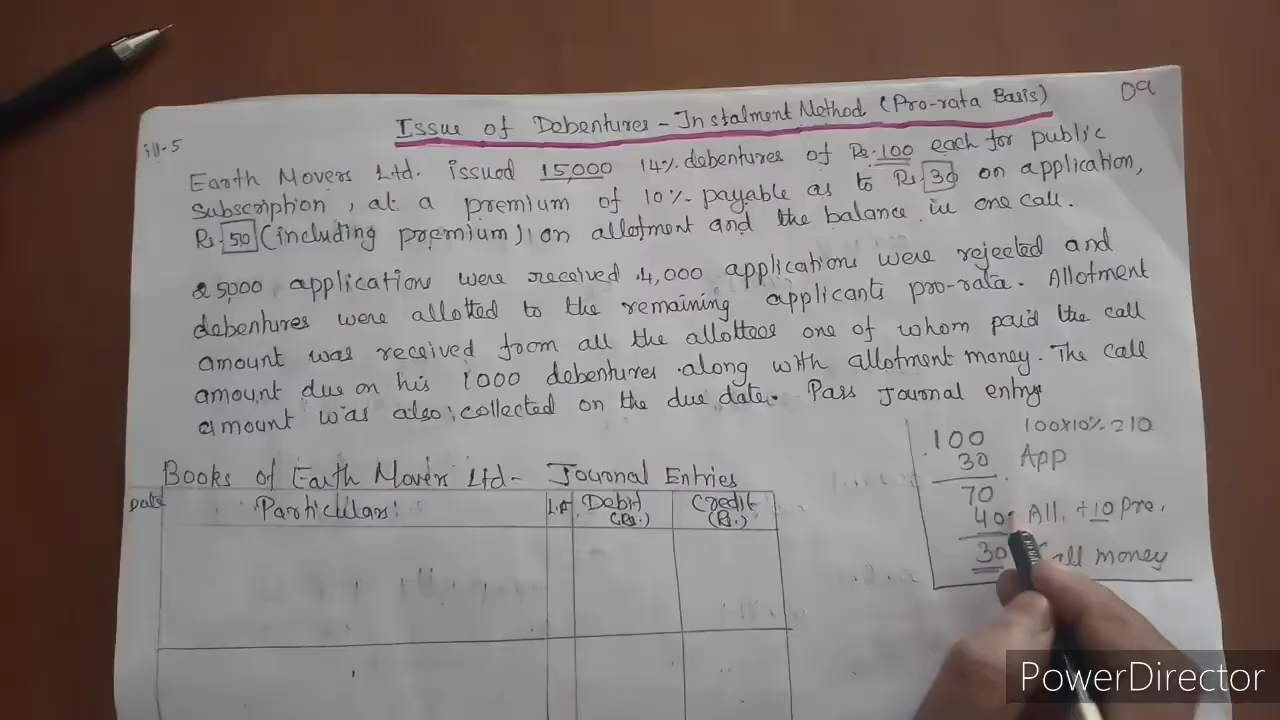 Issue of Debentures - Instalment Method (Pro-rata Basis)
09
ill-5
Earth Movers Ltd. issued 15,000 14% debentures of Rs.100 each for public
subscription, at a premium of 10% payable as to Rs 30 on application,
Rs.50 (including premium) on allotment and the balance in one call.
25,000 applications were received 4,000 applications were rejected and
debentures were allotted to the remaining applicants pro-rata. Allotment
amount was received from all the allottees one of whom paid the call
amount due on his 1000 debentures along with allotment money. The call
amount was also collected on the due date. Pass Journal entry
100 100x10%=10
30 App
70
40 All. +10 Pre.
30 Call money
Books of Earth Movers Ltd- Journal Entries
Date Particulars: L.F Debit (Rs.) Credit (Rs.)
PowerDirector